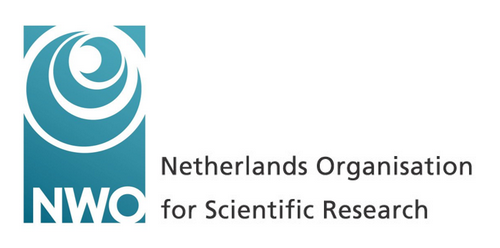 NWO
Netherlands Organisation
for Scientific Research